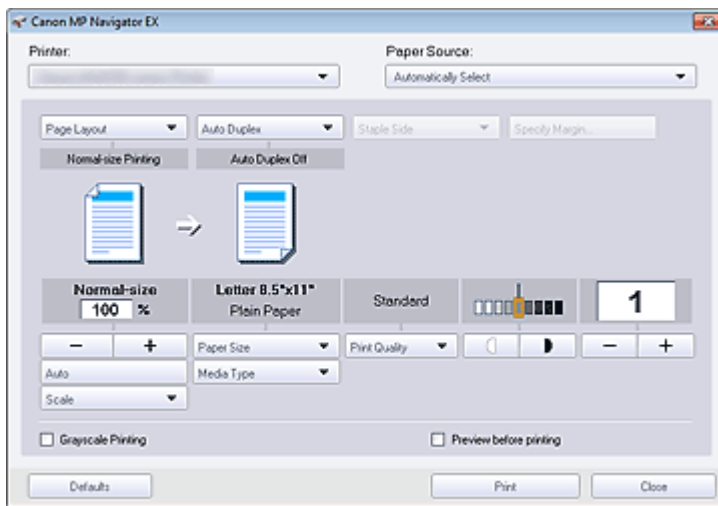 Canon MP Navigator EX
Printer: Paper Source:
Automatically Select
Page Layout Auto Duplex Staple Side Specify Margin...
Normal-size Printing Auto Duplex Off
Normal-size Letter 8.5"x11" Standard 1
100 % Plain Paper
− + Paper Size Print Quality − +
Auto Media Type
Scale
Grayscale Printing Preview before printing
Defaults Print Close